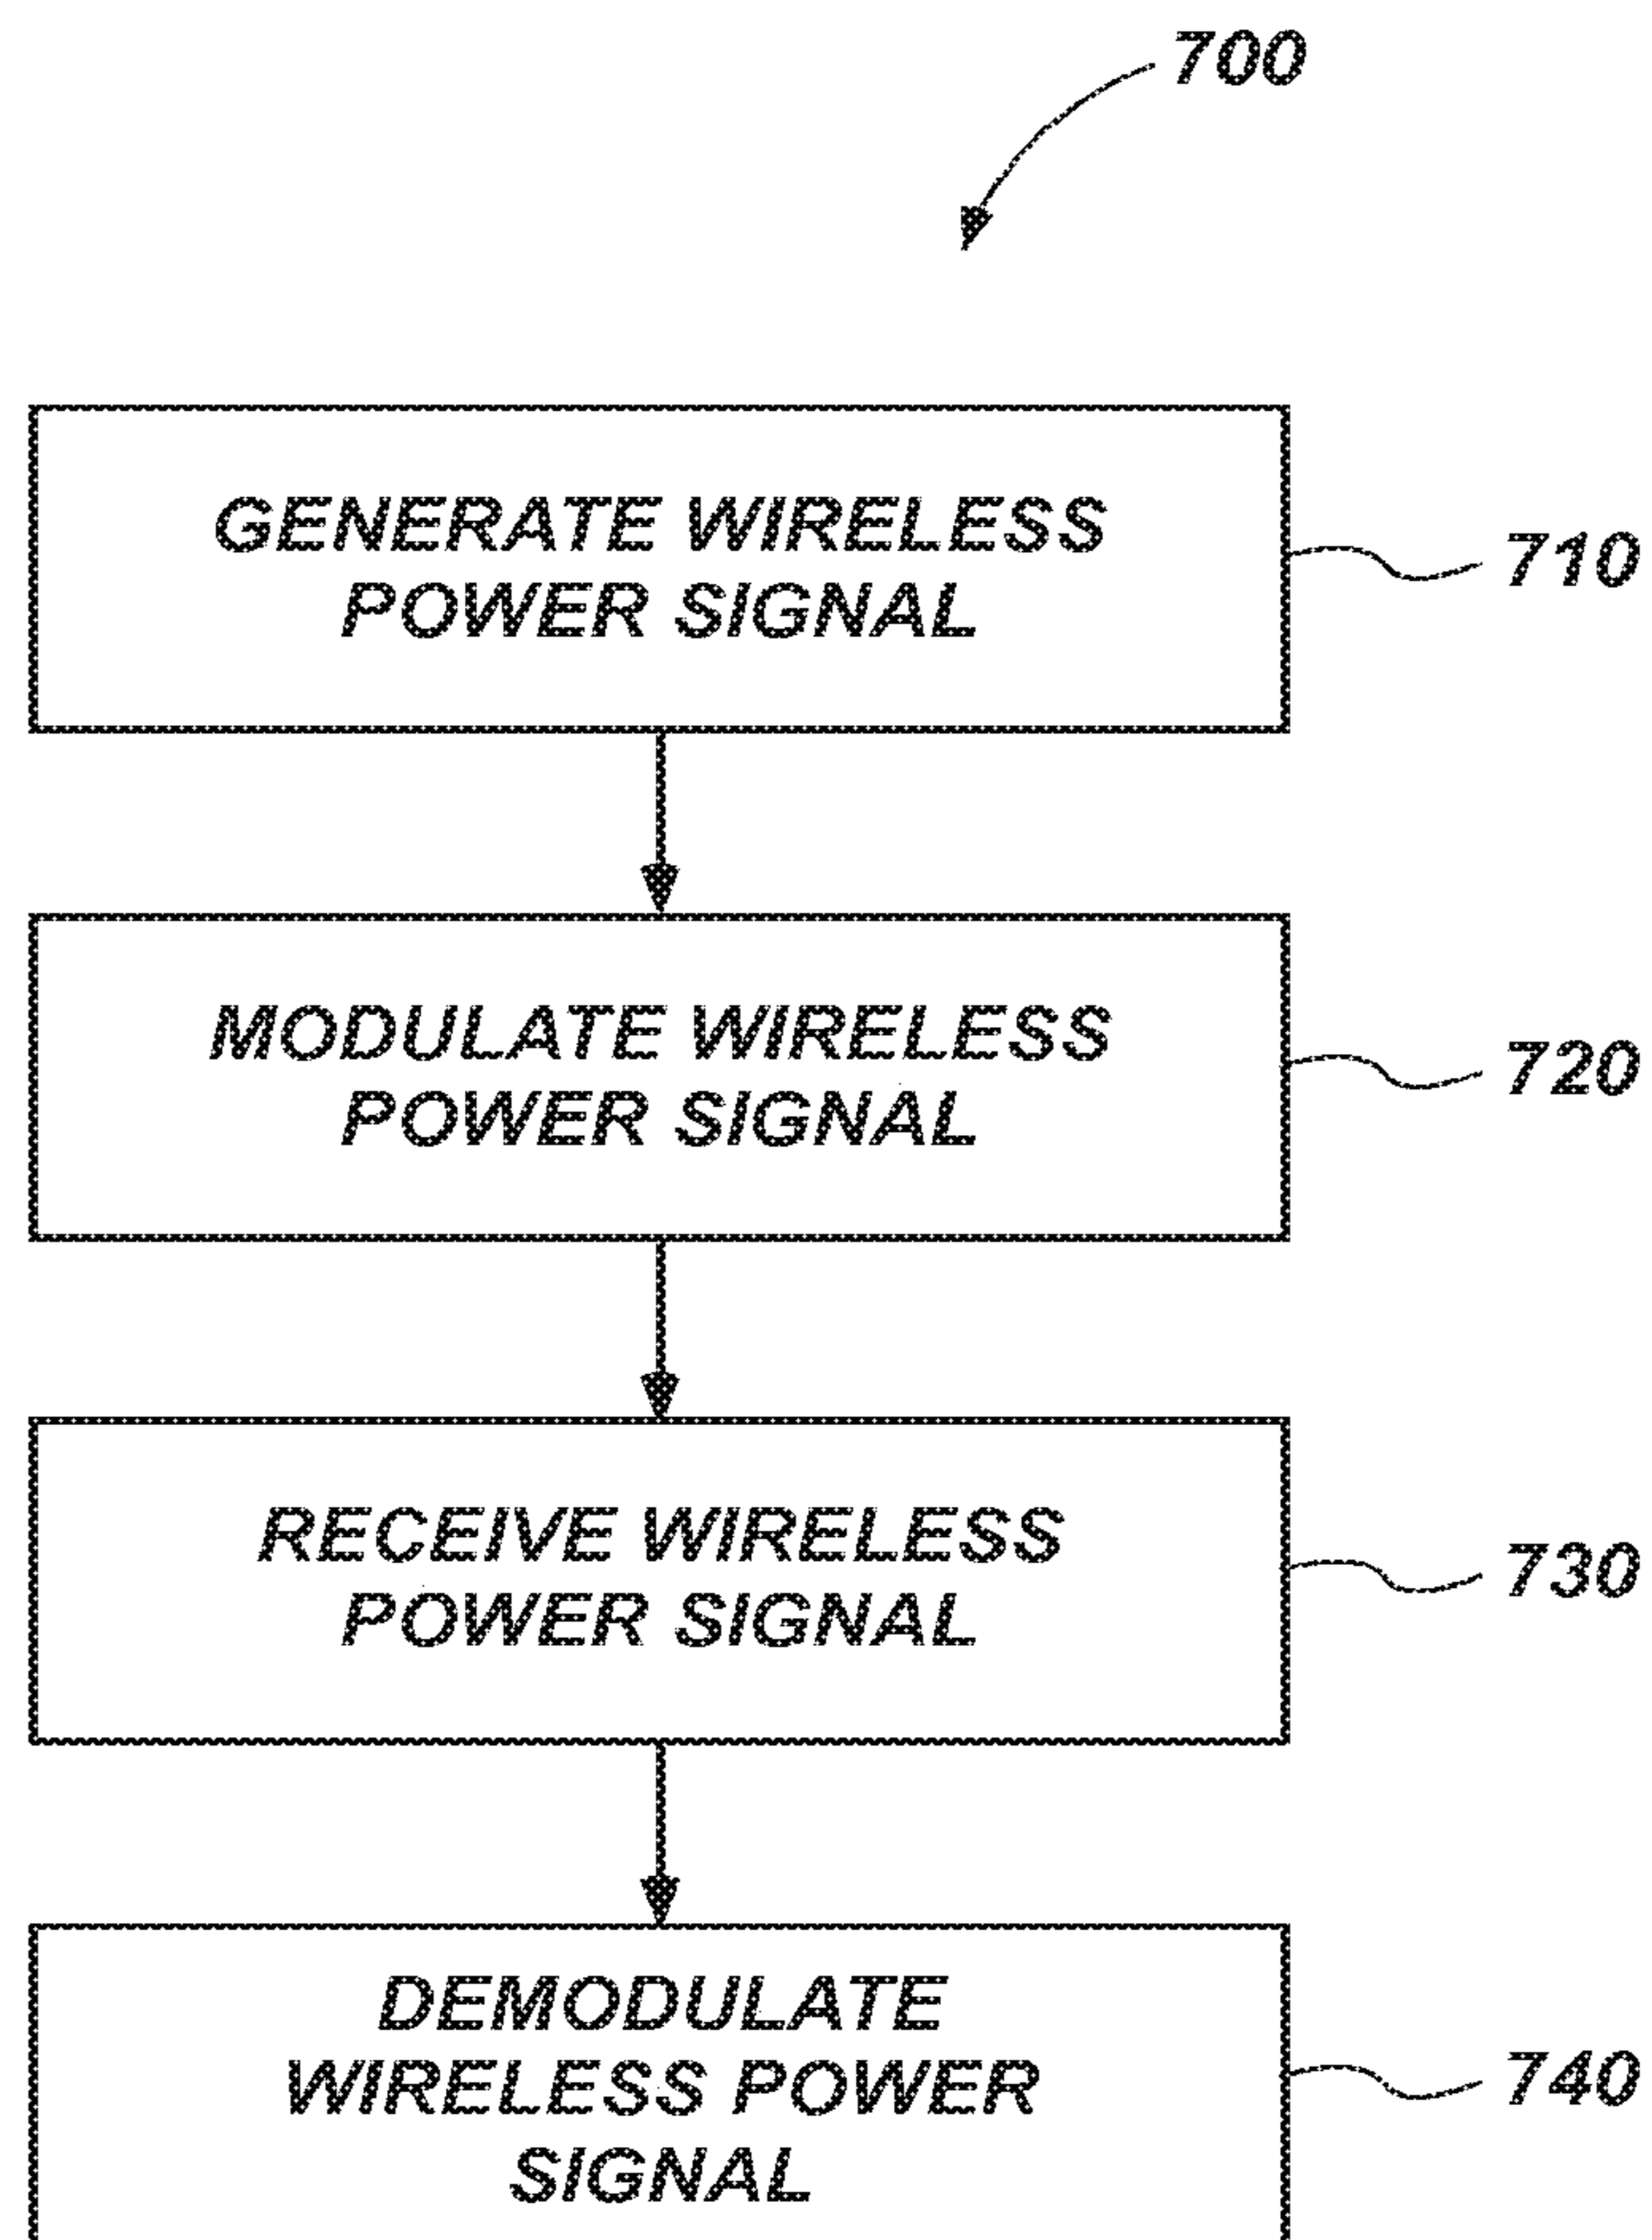 700
GENERATE WIRELESS
POWER SIGNAL
710
MODULATE WIRELESS
POWER SIGNAL
720
RECEIVE WIRELESS
POWER SIGNAL
730
DEMODULATE
WIRELESS POWER
SIGNAL
740